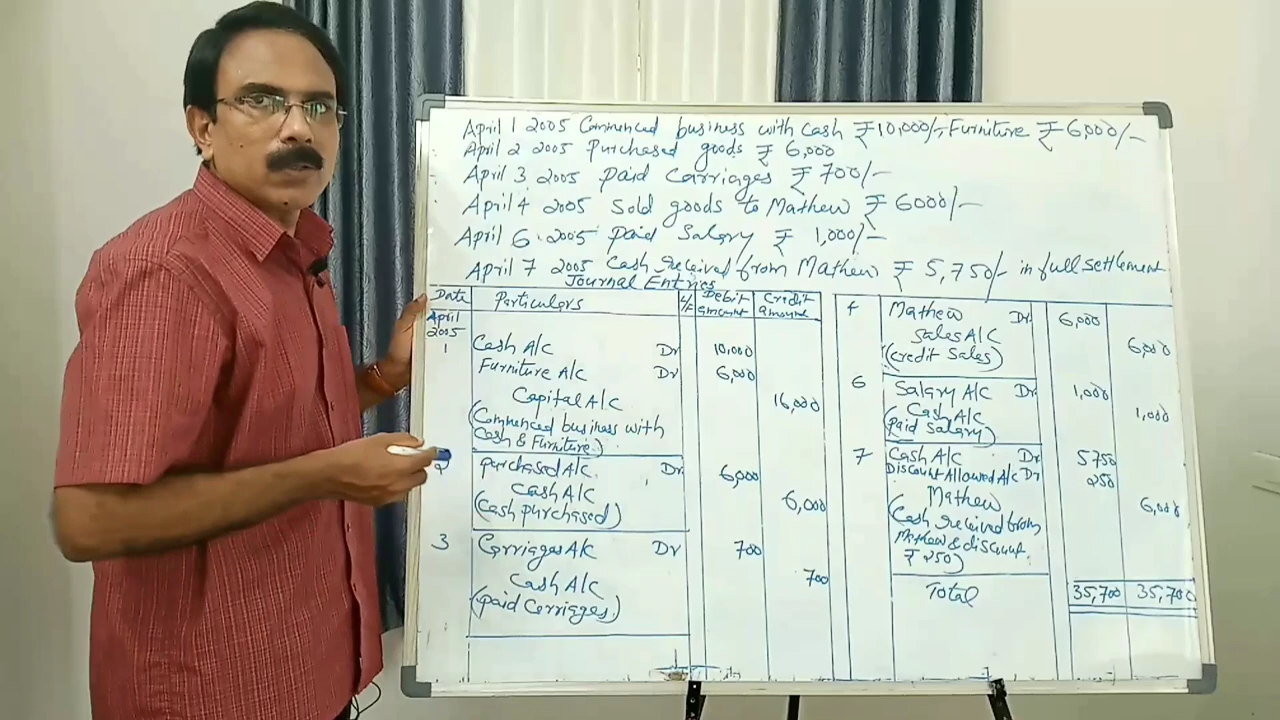 April 1 2005 Commenced business with cash ₹10,000/- Furniture ₹6,000/-
April 2 2005 Purchased goods ₹ 6,000
April 3 2005 Paid Carriages ₹700/-
April 4 2005 Sold goods to Mathew ₹6000/-
April 6 2005 paid Salary ₹ 1,000/-
April 7 2005 Cash received from Mathew ₹ 5,750/- in full settlement
Journal Entries
Date Particulars L/F Debit amount Credit amount
April
2005
1 Cash A/c Dr 10,000
Furniture A/c Dr 6,000
Capital A/c 16,000
(Commenced business with
Cash & Furniture.)
2 purchased A/c. Dr 6,000
Cash A/c 6,000
(Cash purchased)
3 Carriages A/c Dr 700
Cash A/c 700
(paid Carriages)
4 Mathew Dr 6,000
Sales A/c 6,000
(credit Sales)
6 Salary A/c Dr 1,000
Cash A/c 1,000
(paid Salary)
7 Cash A/c Dr 5750
Discount Allowed A/c Dr 250
Mathew 6,000
(Cash received from
Mathew & discount
₹ 250)
Total 35,700 35,700